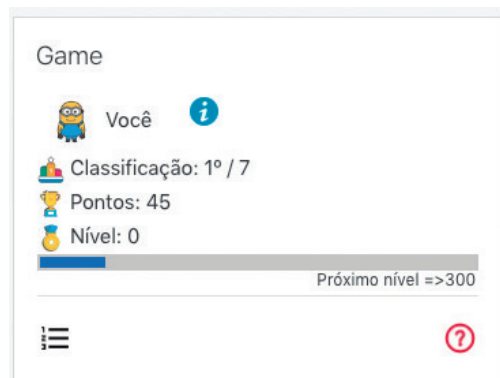 Game
Você
Classificação: 1º / 7
Pontos: 45
Nível: 0
Próximo nível =>300